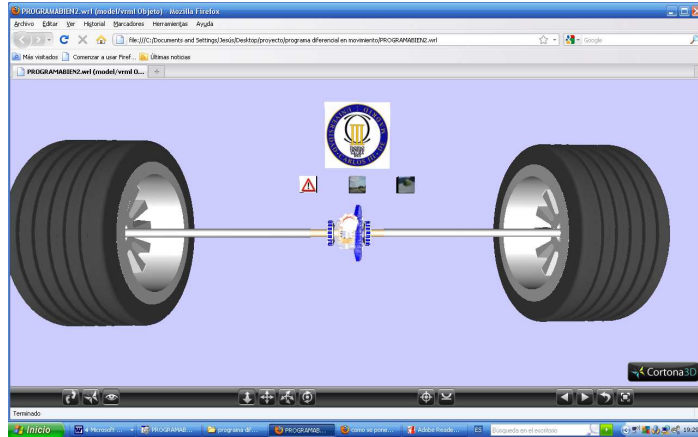 PROGRAMABIEN2.wrl (model/vrml Objeto) - Mozilla Firefox
Archivo Editar Ver Historial Marcadores Herramientas Ayuda
file:///C:/Documents and Settings/Jesús/Desktop/proyecto/programa diferencial en movimiento/PROGRAMABIEN2.wrl
Google
Más visitados Comenzar a usar Firef... Últimas noticias
PROGRAMABIEN2.wrl (model/vrml O...
Cortona3D
Terminado
Inicio 4 Microsoft ... PROGRAMAB... programa dif... PROGRAMAB... como se pone... Adobe Reade... ES Búsqueda en el escritorio